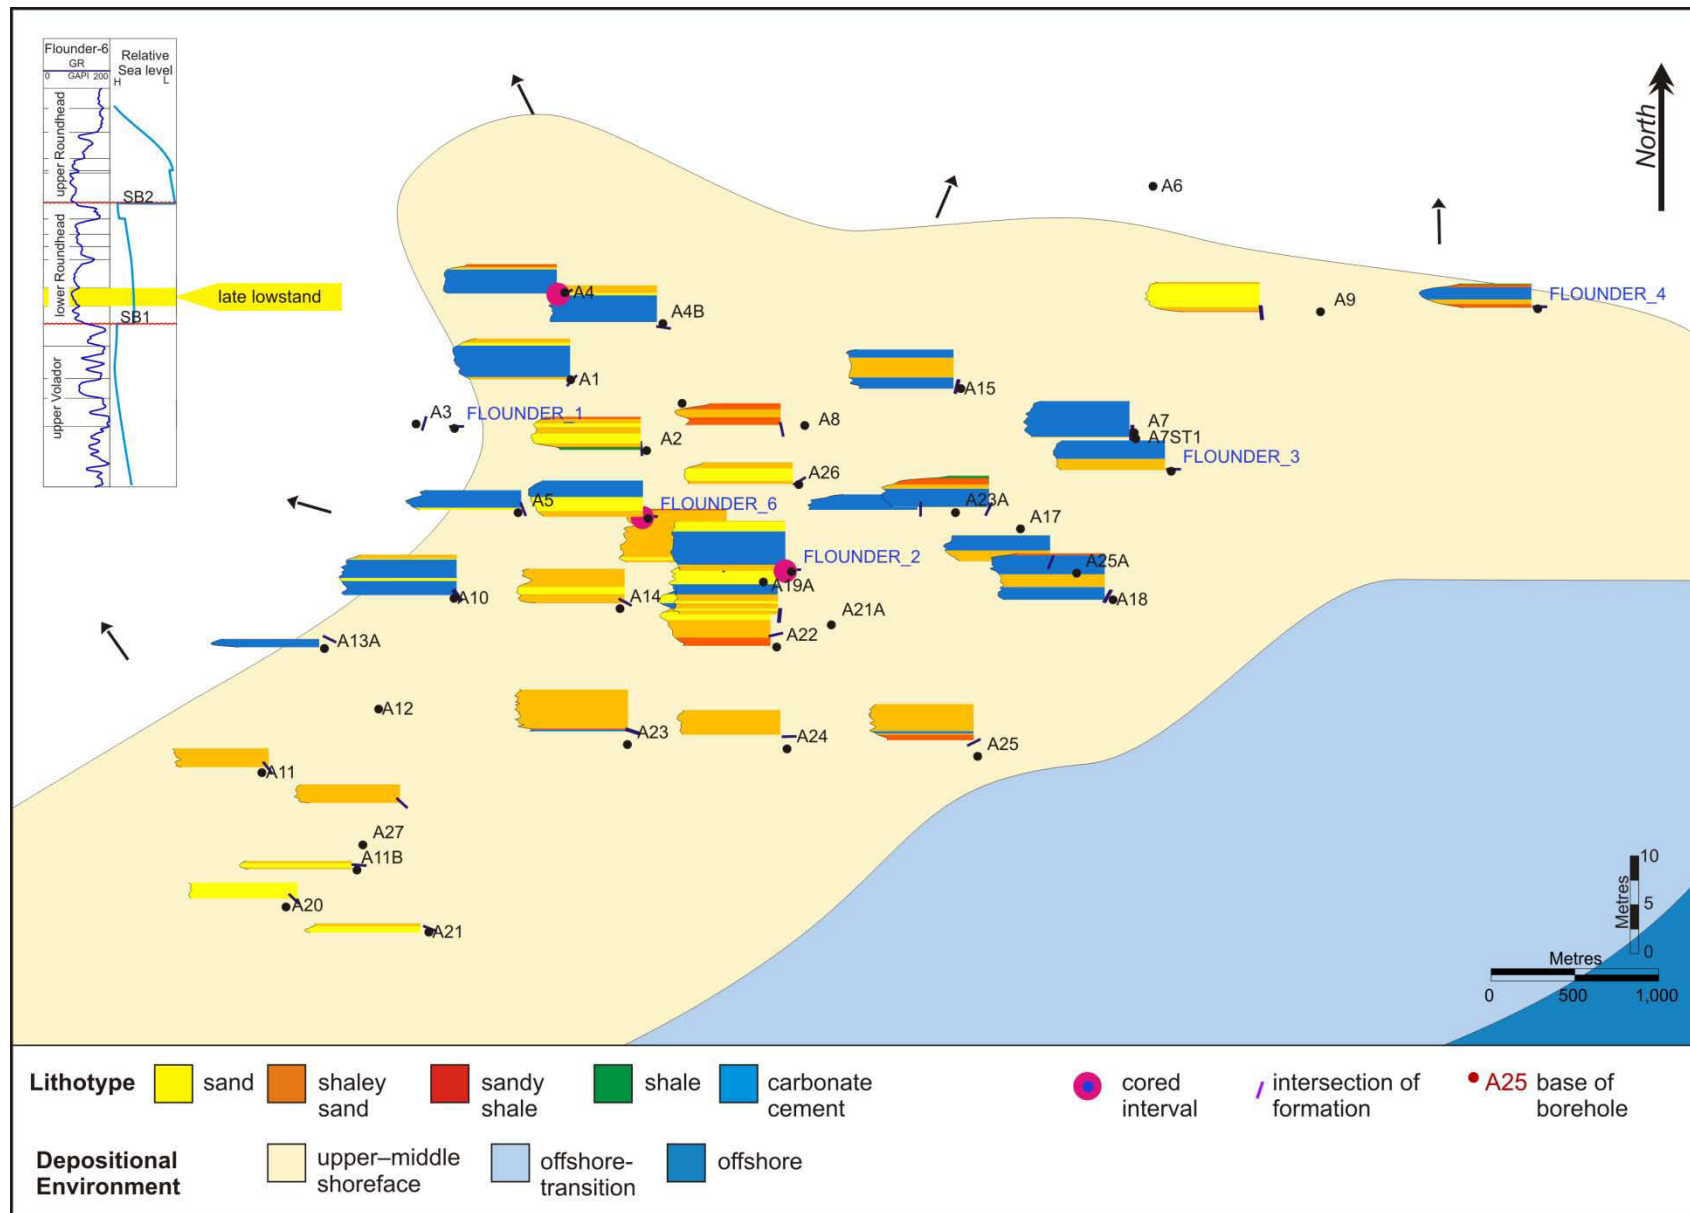 Flounder-6
GR
0 GAPI 200
Relative
Sea level
H L
upper Roundhead
SB2
lower Roundhead
late lowstand
SB1
upper Volador
North
A6
A4
A4B
A9
FLOUNDER_4
A1
A15
A3
FLOUNDER_1
A2
A8
A7
A7ST1
FLOUNDER_3
A26
A5
FLOUNDER_6
A23A
A17
FLOUNDER_2
A25A
A10
A14
A19A
A18
A21A
A22
A13A
A12
A23
A24
A25
A11
A27
A11B
A20
A21
10
5
0
Metres
Metres
0 500 1,000
Lithotype
sand
shaley
sand
sandy
shale
shale
carbonate
cement
cored
interval
intersection of
formation
A25 base of
borehole
Depositional
Environment
upper–middle
shoreface
offshore-
transition
offshore